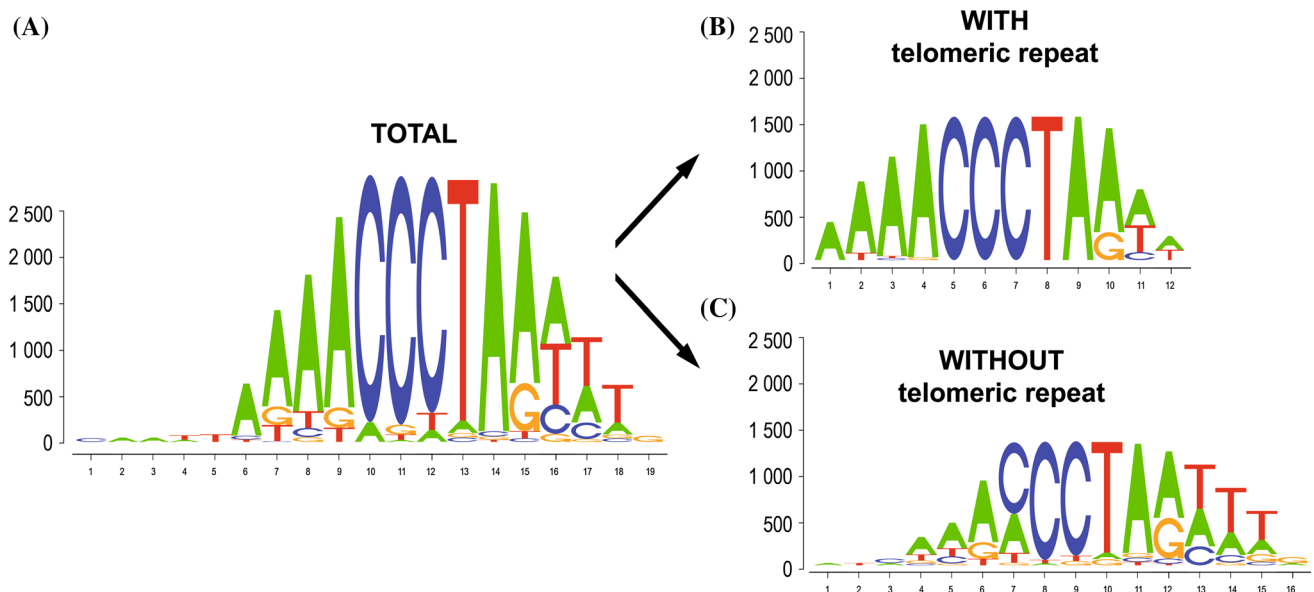 (A)
TOTAL
2 500
2 000
1 500
1 000
500
0
A G T A T C G A G T A C A G C T A T C A T A G A G C A T C G T A C T A
1 2 3 4 5 6 7 8 9 10 11 12 13 14 15 16 17 18 19
(B)
WITH
telomeric repeat
2 500
2 000
1 500
1 000
500
0
A A A A C C C T A A G A T C A T
1 2 3 4 5 6 7 8 9 10 11 12
(C)
WITHOUT
telomeric repeat
2 500
2 000
1 500
1 000
500
0
A A T A G C A T C C T A A G T A C T A T A
1 2 3 4 5 6 7 8 9 10 11 12 13 14 15 16